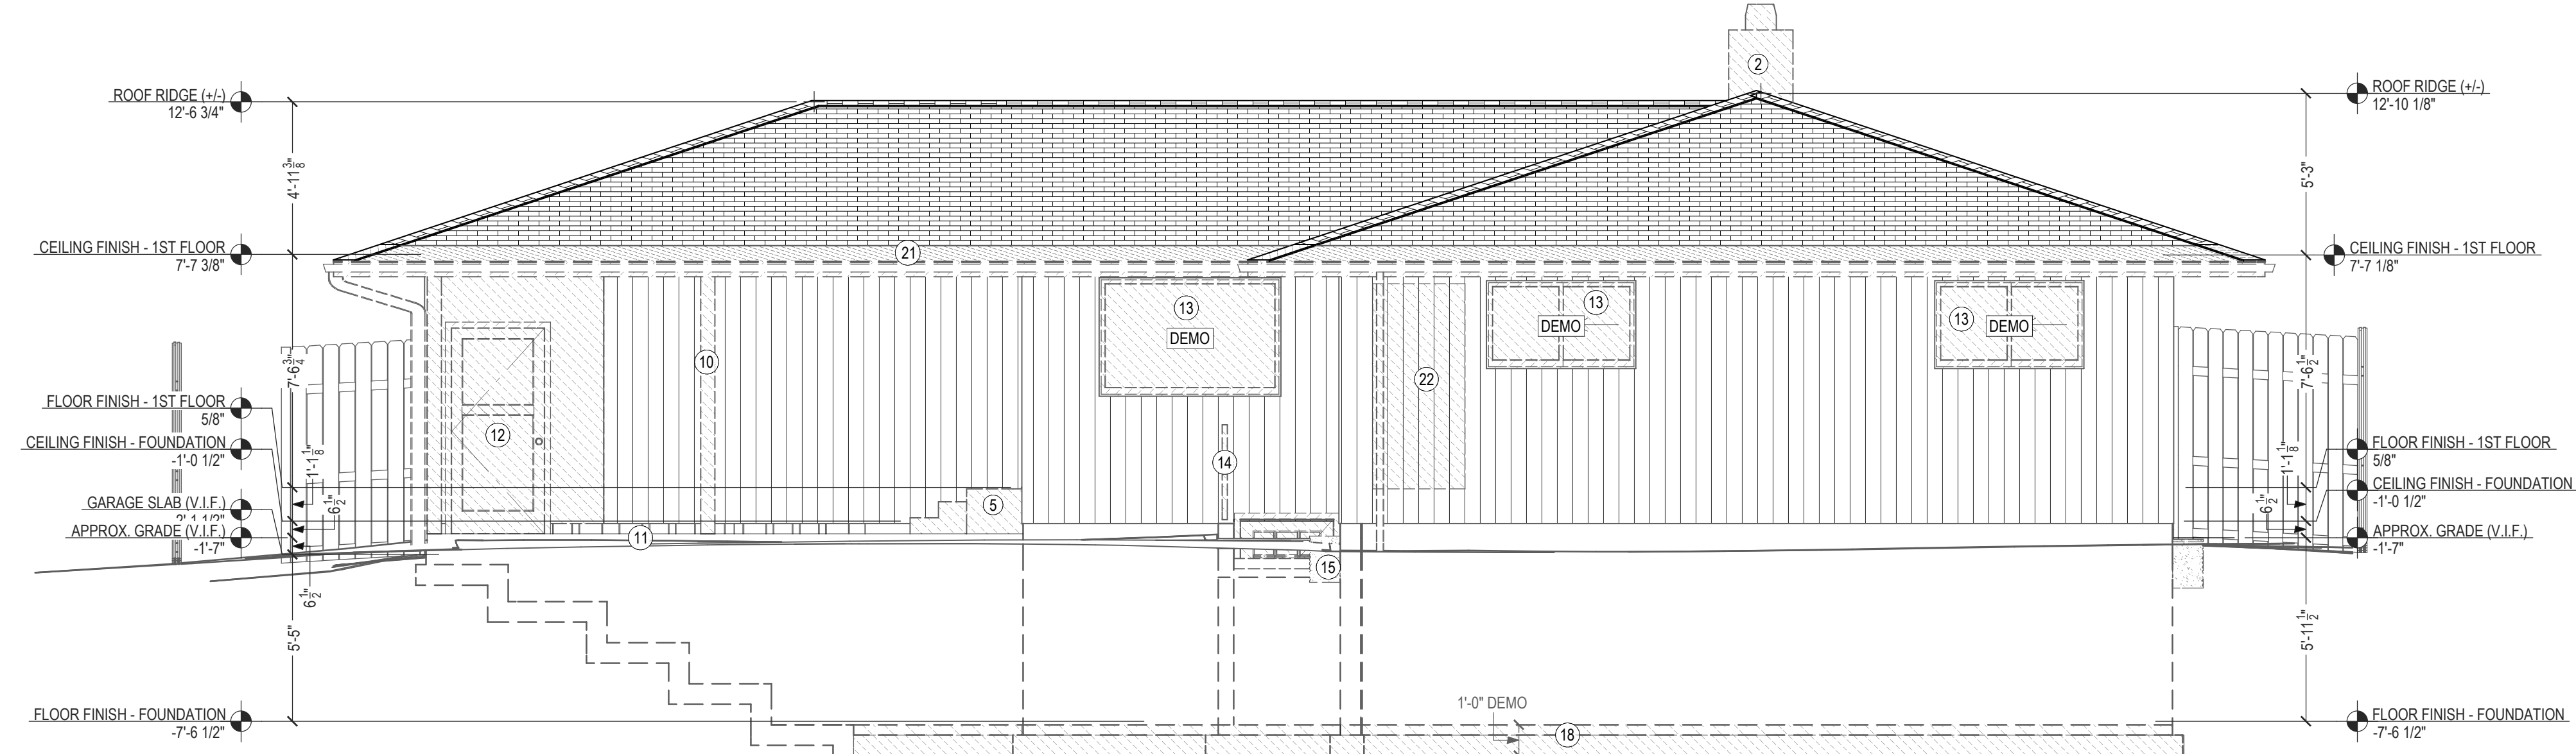 2
ROOF RIDGE (+/-)
12'-6 3/4"
ROOF RIDGE (+/-)
12'-10 1/8"
4'-11 3/8"
5'-3"
CEILING FINISH - 1ST FLOOR
7'-7 3/8"
21
CEILING FINISH - 1ST FLOOR
7'-7 1/8"
13
DEMO
13
DEMO
13
DEMO
10
22
7'-6 3/4"
7'-6 1/2"
FLOOR FINISH - 1ST FLOOR
5/8"
12
14
CEILING FINISH - FOUNDATION
-1'-0 1/2"
1'-1 1/8"
FLOOR FINISH - 1ST FLOOR
5/8"
1'-1 1/8"
GARAGE SLAB (V.I.F.)
6 1/2"
5
CEILING FINISH - FOUNDATION
-1'-0 1/2"
6 1/2"
APPROX. GRADE (V.I.F.)
-1'-7"
11
APPROX. GRADE (V.I.F.)
-1'-7"
15
6 1/2"
5'-5"
5'-11 1/2"
FLOOR FINISH - FOUNDATION
-7'-6 1/2"
1'-0" DEMO
18
FLOOR FINISH - FOUNDATION
-7'-6 1/2"